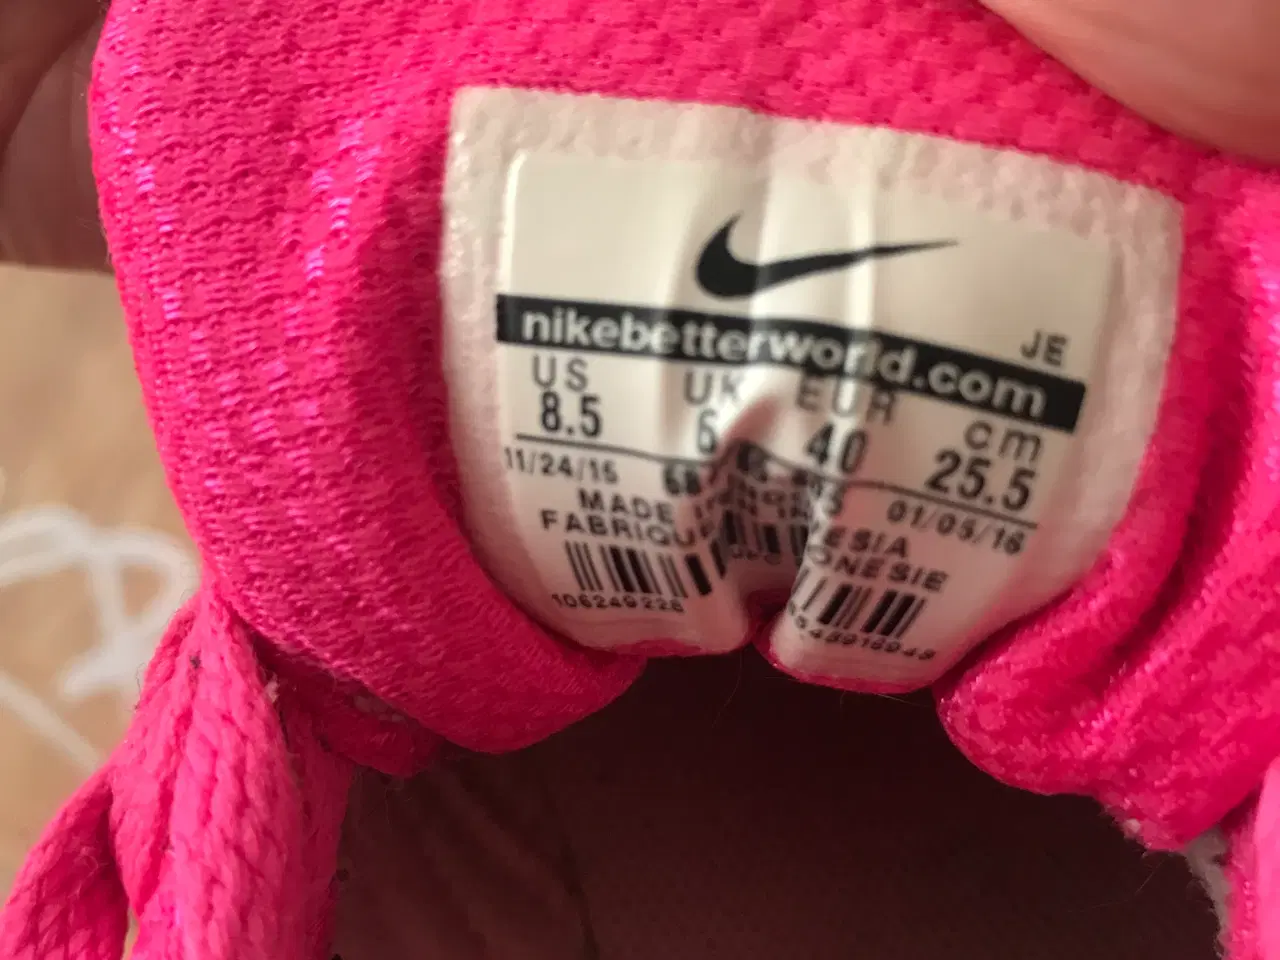 nikebetterworld.com
JE
US UK EUR cm
8.5 6 40 25.5
11/24/15 01/05/16
MADE
FABRIQU
106249226